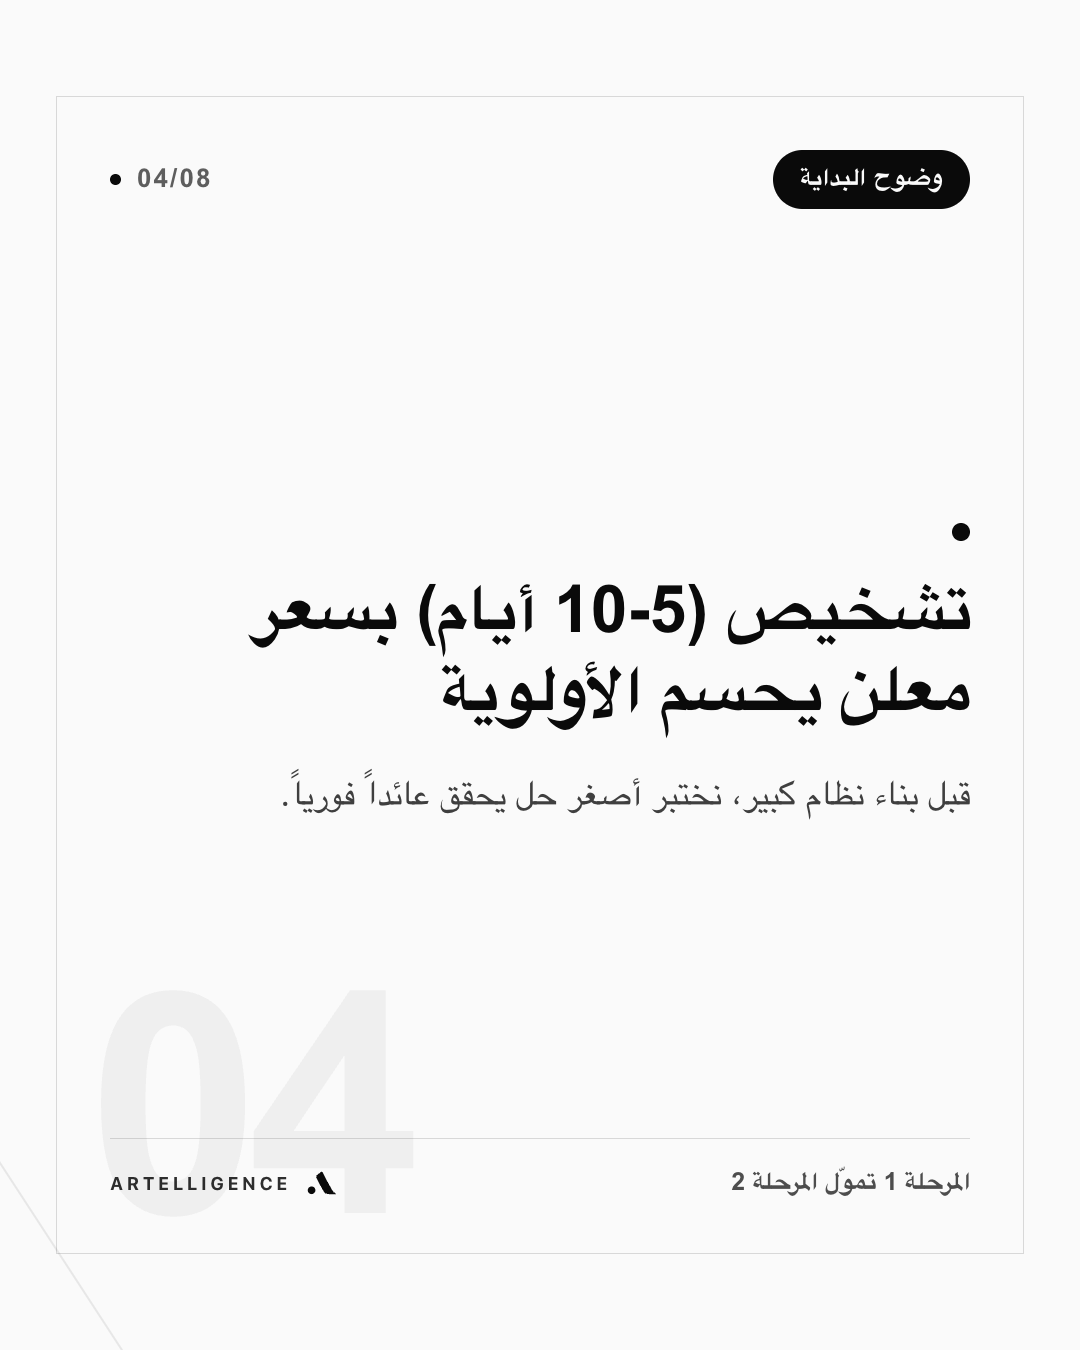 وضوح البداية
04/08
تشخيص (5-10 أيام) بسعر
معلن يحسم الأولوية
قبل بناء نظام كبير، نختبر أصغر حل يحقق عائداً فورياً.
04
المرحلة 1 تموّل المرحلة 2
ARTELLIGENCE